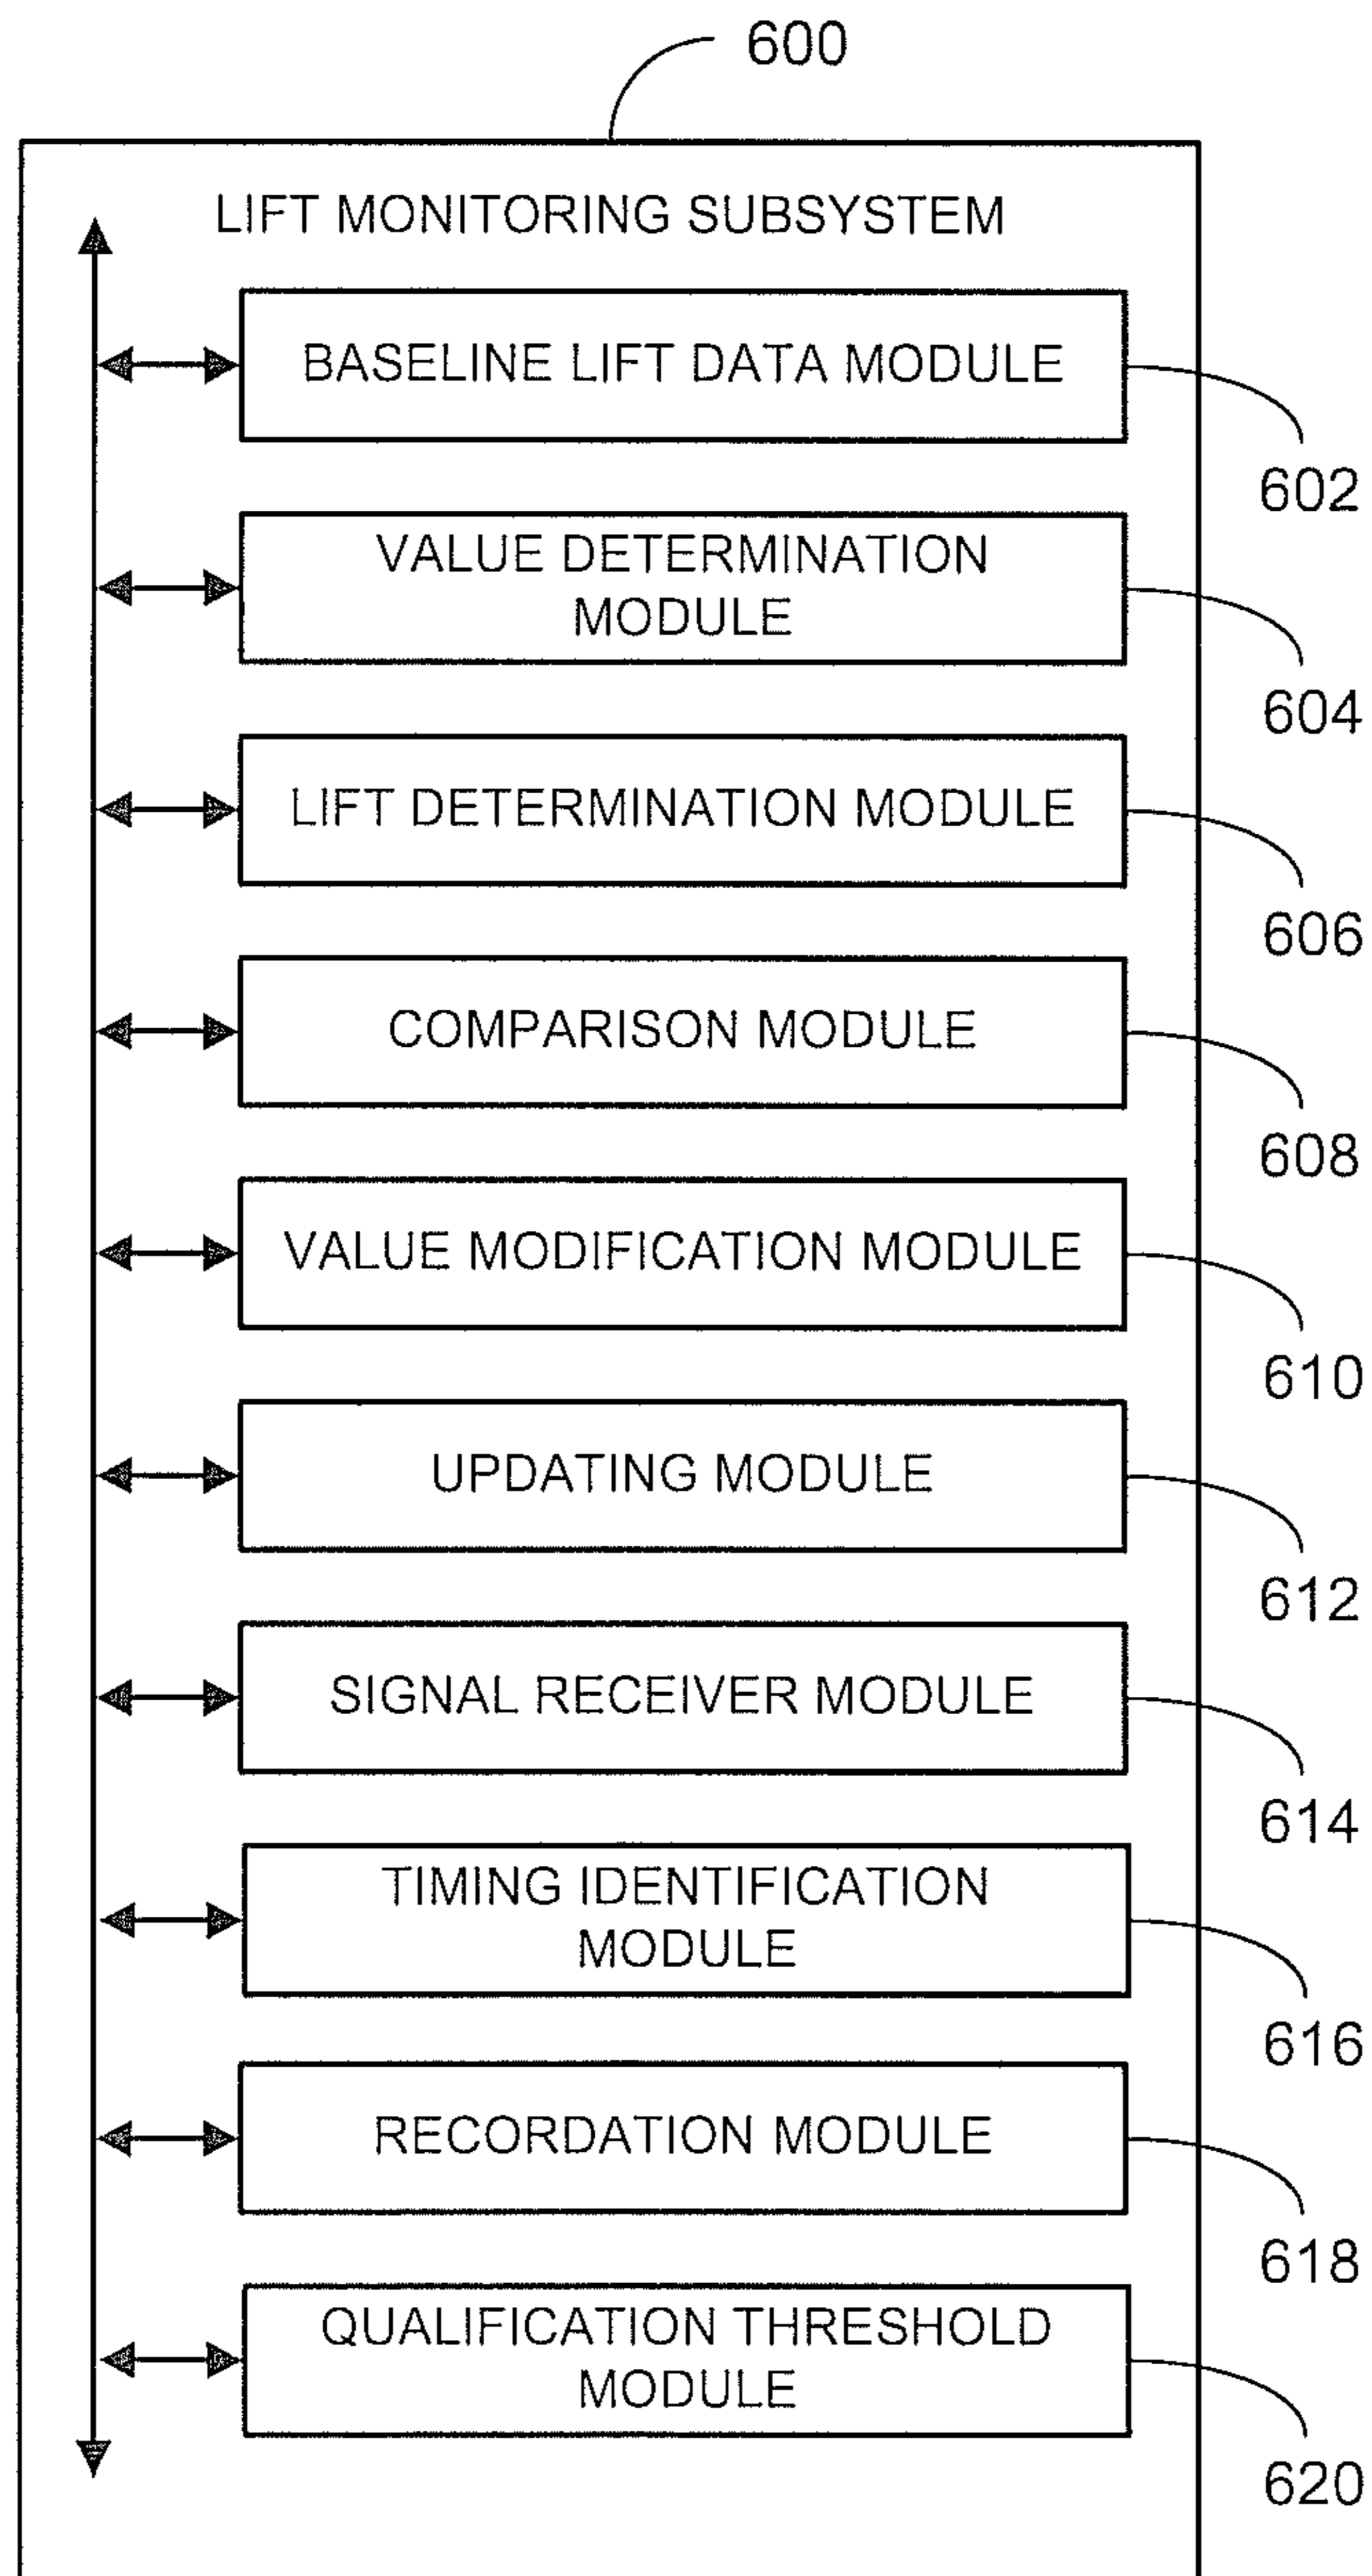 600
LIFT MONITORING SUBSYSTEM
BASELINE LIFT DATA MODULE
602
VALUE DETERMINATION
MODULE
604
LIFT DETERMINATION MODULE
606
COMPARISON MODULE
608
VALUE MODIFICATION MODULE
610
UPDATING MODULE
612
SIGNAL RECEIVER MODULE
614
TIMING IDENTIFICATION
MODULE
616
RECORDATION MODULE
618
QUALIFICATION THRESHOLD
MODULE
620